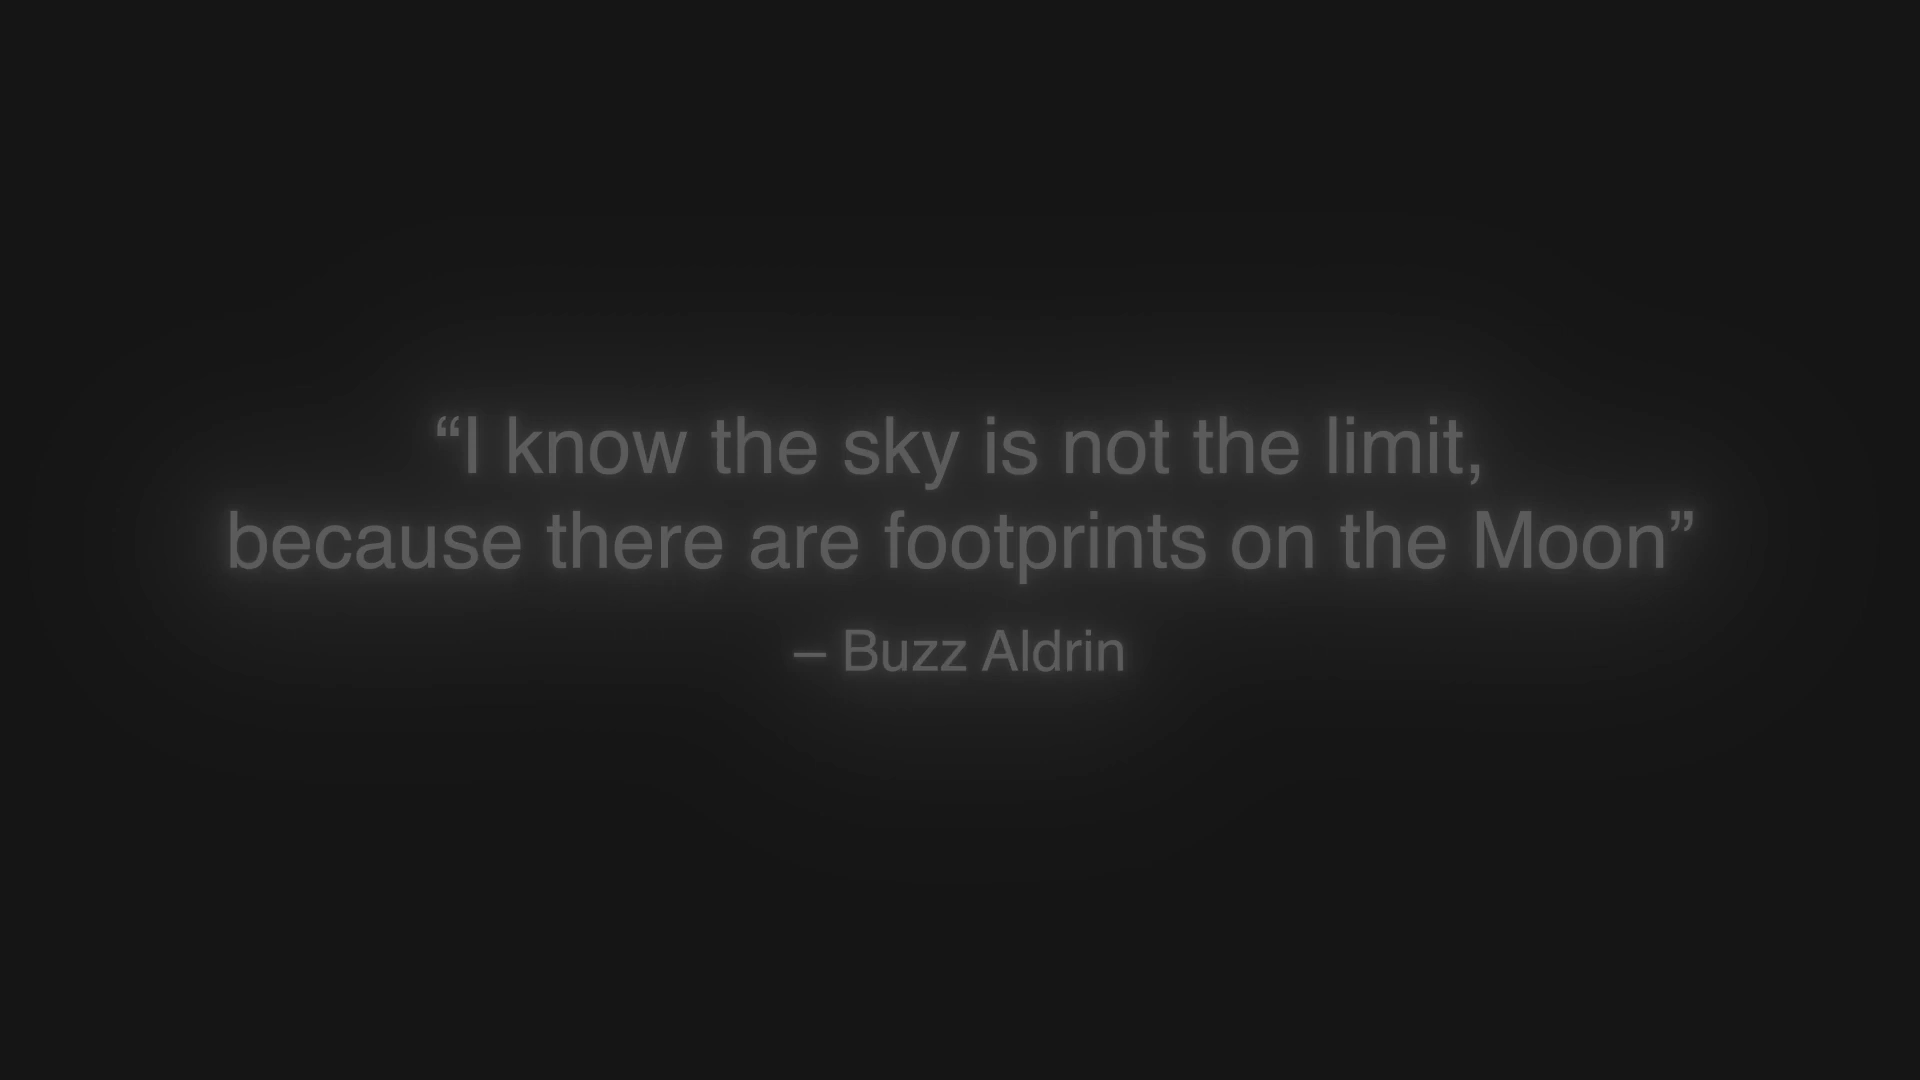 “I know the sky is not the limit,
because there are footprints on the Moon”
– Buzz Aldrin